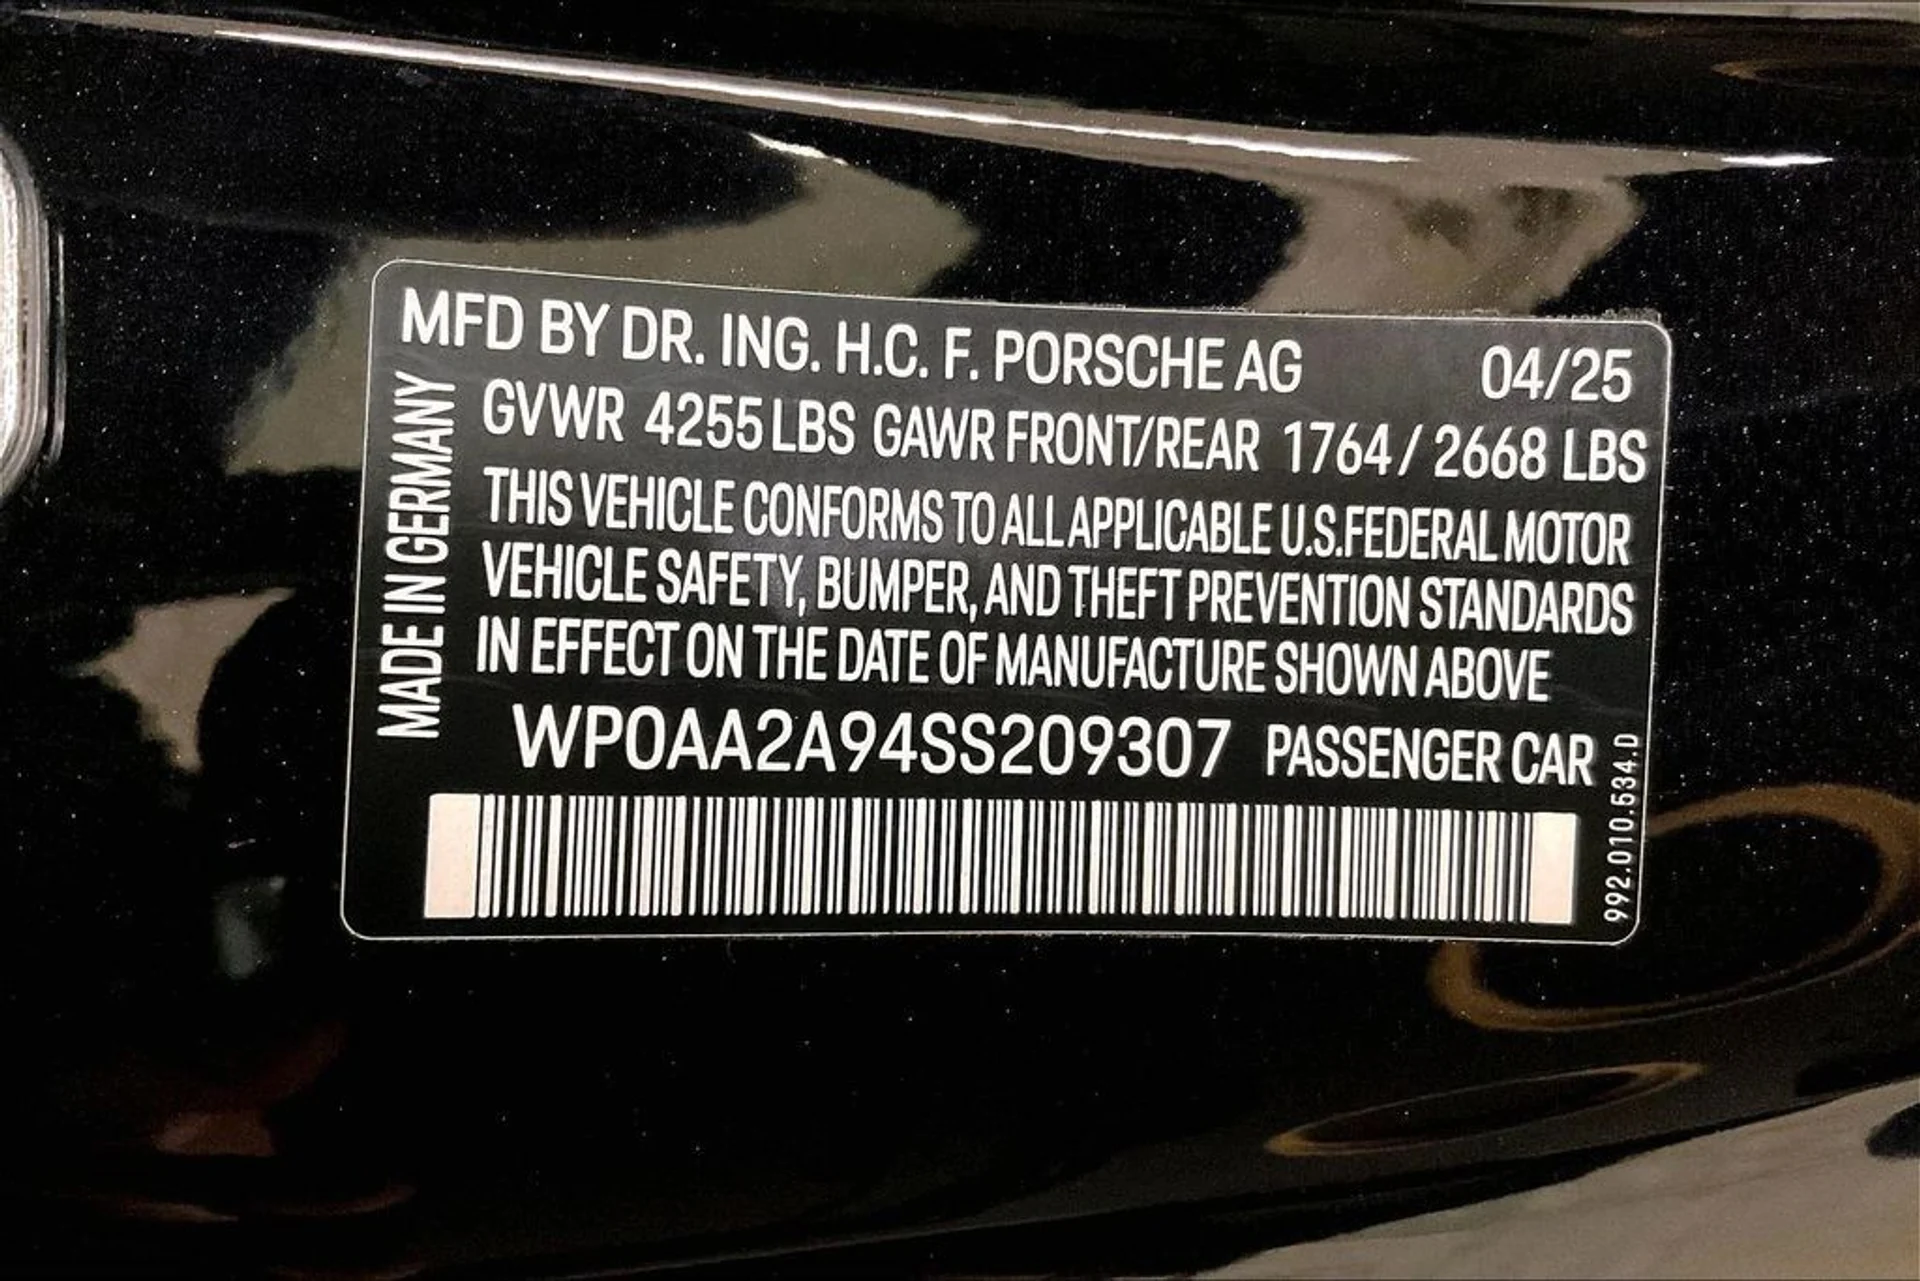 MFD BY DR. ING. H.C. F. PORSCHE AG 04/25
GVWR 4255 LBS GAWR FRONT/REAR 1764 / 2668 LBS
THIS VEHICLE CONFORMS TO ALL APPLICABLE U.S.FEDERAL MOTOR
VEHICLE SAFETY, BUMPER, AND THEFT PREVENTION STANDARDS
IN EFFECT ON THE DATE OF MANUFACTURE SHOWN ABOVE
WP0AA2A94SS209307 PASSENGER CAR
MADE IN GERMANY
992.010.534.D